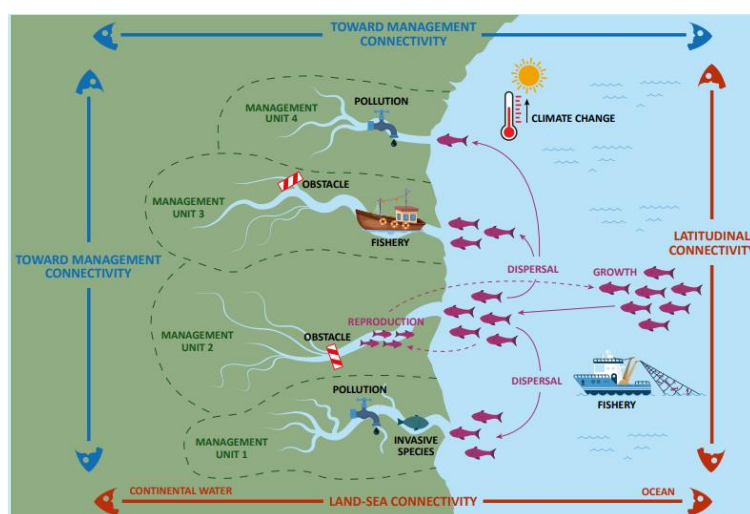 TOWARD MANAGEMENT
CONNECTIVITY
POLLUTION
MANAGEMENT
UNIT 4
CLIMATE CHANGE
OBSTACLE
MANAGEMENT
UNIT 3
FISHERY
LATITUDINAL
CONNECTIVITY
TOWARD MANAGEMENT
CONNECTIVITY
DISPERSAL
GROWTH
REPRODUCTION
MANAGEMENT
UNIT 2
OBSTACLE
DISPERSAL
POLLUTION
FISHERY
MANAGEMENT
UNIT 1
INVASIVE
SPECIES
CONTINENTAL WATER
LAND-SEA CONNECTIVITY
OCEAN